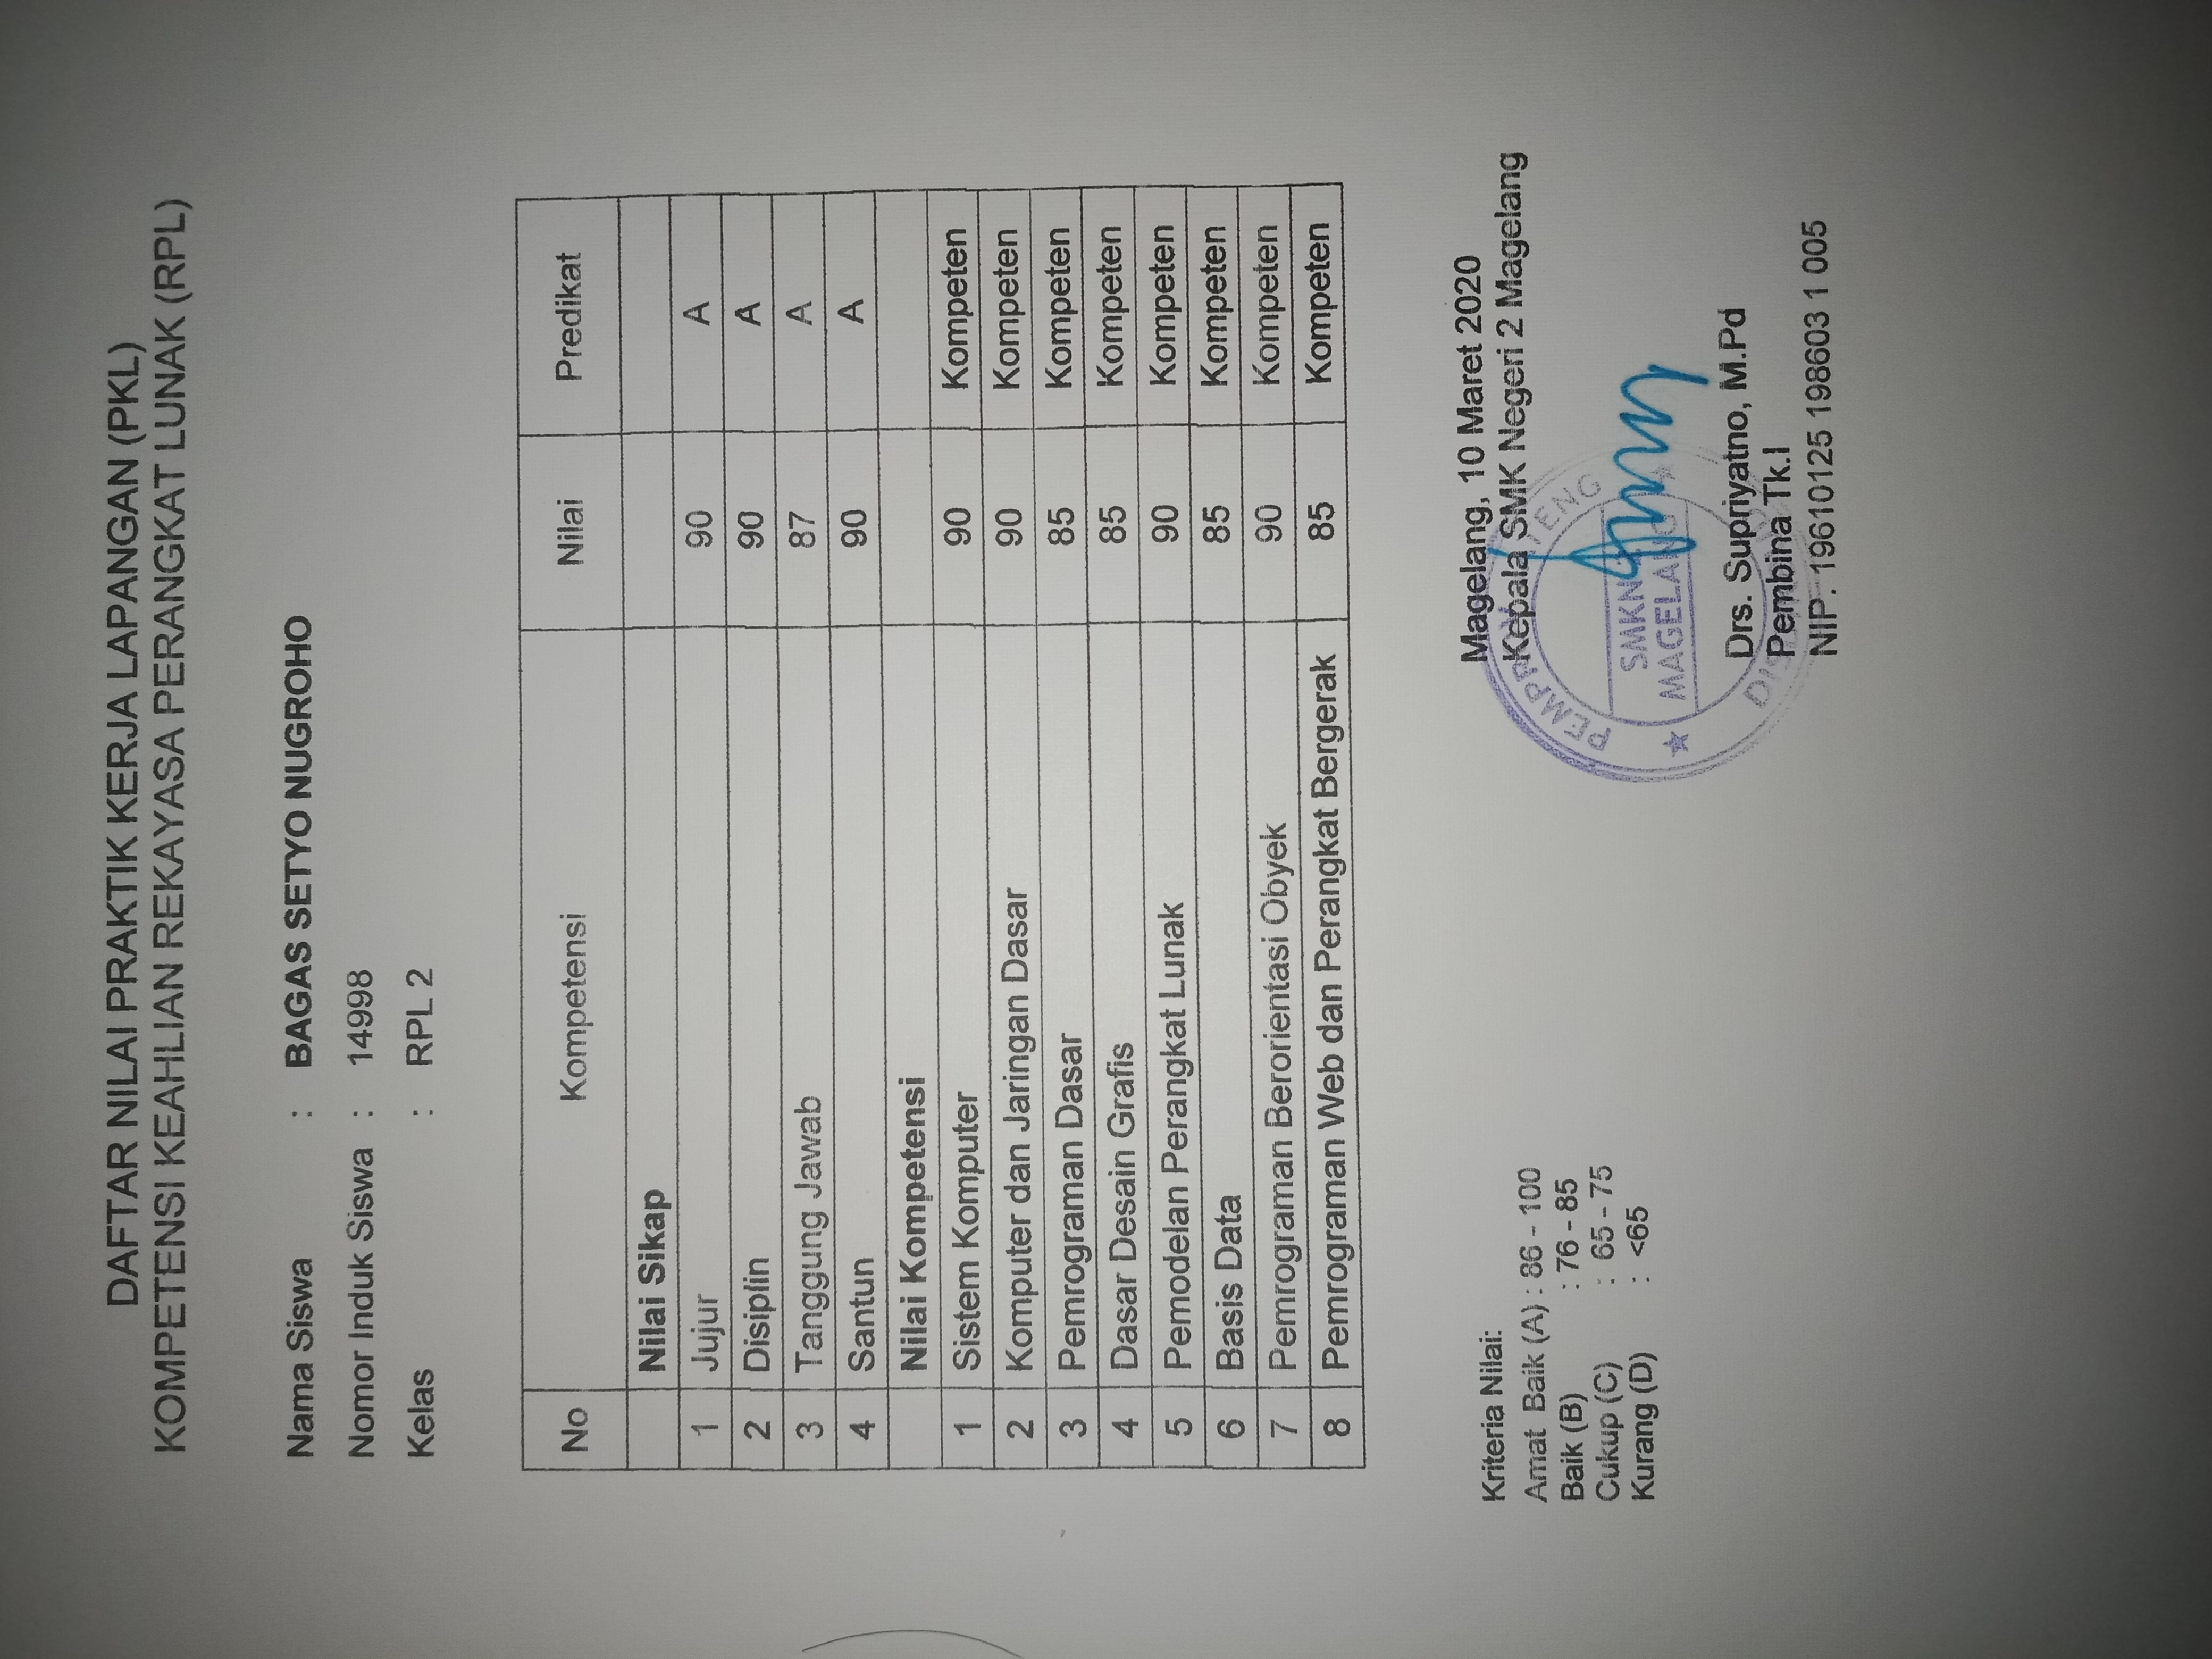 DAFTAR NILAI PRAKTIK KERJA LAPANGAN (PKL)
KOMPETENSI KEAHLIAN REKAYASA PERANGKAT LUNAK (RPL)
Nama Siswa : BAGAS SETYO NUGROHO
Nomor Induk Siswa : 14998
Kelas : RPL 2
No Kompetensi Nilai Predikat
Nilai Sikap
1 Jujur 90 A
2 Disiplin 90 A
3 Tanggung Jawab 87 A
4 Santun 90 A
Nilai Kompetensi
1 Sistem Komputer 90 Kompeten
2 Komputer dan Jaringan Dasar 90 Kompeten
3 Pemrograman Dasar 85 Kompeten
4 Dasar Desain Grafis 85 Kompeten
5 Pemodelan Perangkat Lunak 90 Kompeten
6 Basis Data 85 Kompeten
7 Pemrograman Berorientasi Obyek 90 Kompeten
8 Pemrograman Web dan Perangkat Bergerak 85 Kompeten
Kriteria Nilai:
Amat Baik (A) : 86 - 100
Baik (B) : 76 - 85
Cukup (C) : 65 - 75
Kurang (D) : <65
Magelang, 10 Maret 2020
Kepala SMK Negeri 2 Magelang
SMKN
MAGELANG
Drs. Supriyatno, M.Pd
Pembina Tk.I
NIP. 19610125 198603 1 005